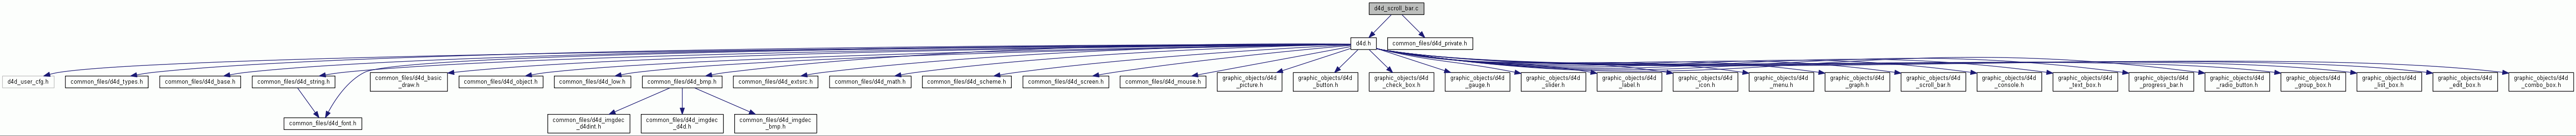 d4d_scroll_bar.c
d4d.h
common_files/d4d_private.h
d4d_user_cfg.h
common_files/d4d_types.h
common_files/d4d_base.h
common_files/d4d_string.h
common_files/d4d_basic
_draw.h
common_files/d4d_object.h
common_files/d4d_low.h
common_files/d4d_bmp.h
common_files/d4d_extsrc.h
common_files/d4d_math.h
common_files/d4d_scheme.h
common_files/d4d_screen.h
common_files/d4d_mouse.h
graphic_objects/d4d
_picture.h
graphic_objects/d4d
_button.h
graphic_objects/d4d
_check_box.h
graphic_objects/d4d
_gauge.h
graphic_objects/d4d
_slider.h
graphic_objects/d4d
_label.h
graphic_objects/d4d
_icon.h
graphic_objects/d4d
_menu.h
graphic_objects/d4d
_graph.h
graphic_objects/d4d
_scroll_bar.h
graphic_objects/d4d
_console.h
graphic_objects/d4d
_text_box.h
graphic_objects/d4d
_progress_bar.h
graphic_objects/d4d
_radio_button.h
graphic_objects/d4d
_group_box.h
graphic_objects/d4d
_list_box.h
graphic_objects/d4d
_edit_box.h
graphic_objects/d4d
_combo_box.h
common_files/d4d_font.h
common_files/d4d_imgdec
_d4dint.h
common_files/d4d_imgdec
_d4d.h
common_files/d4d_imgdec
_bmp.h